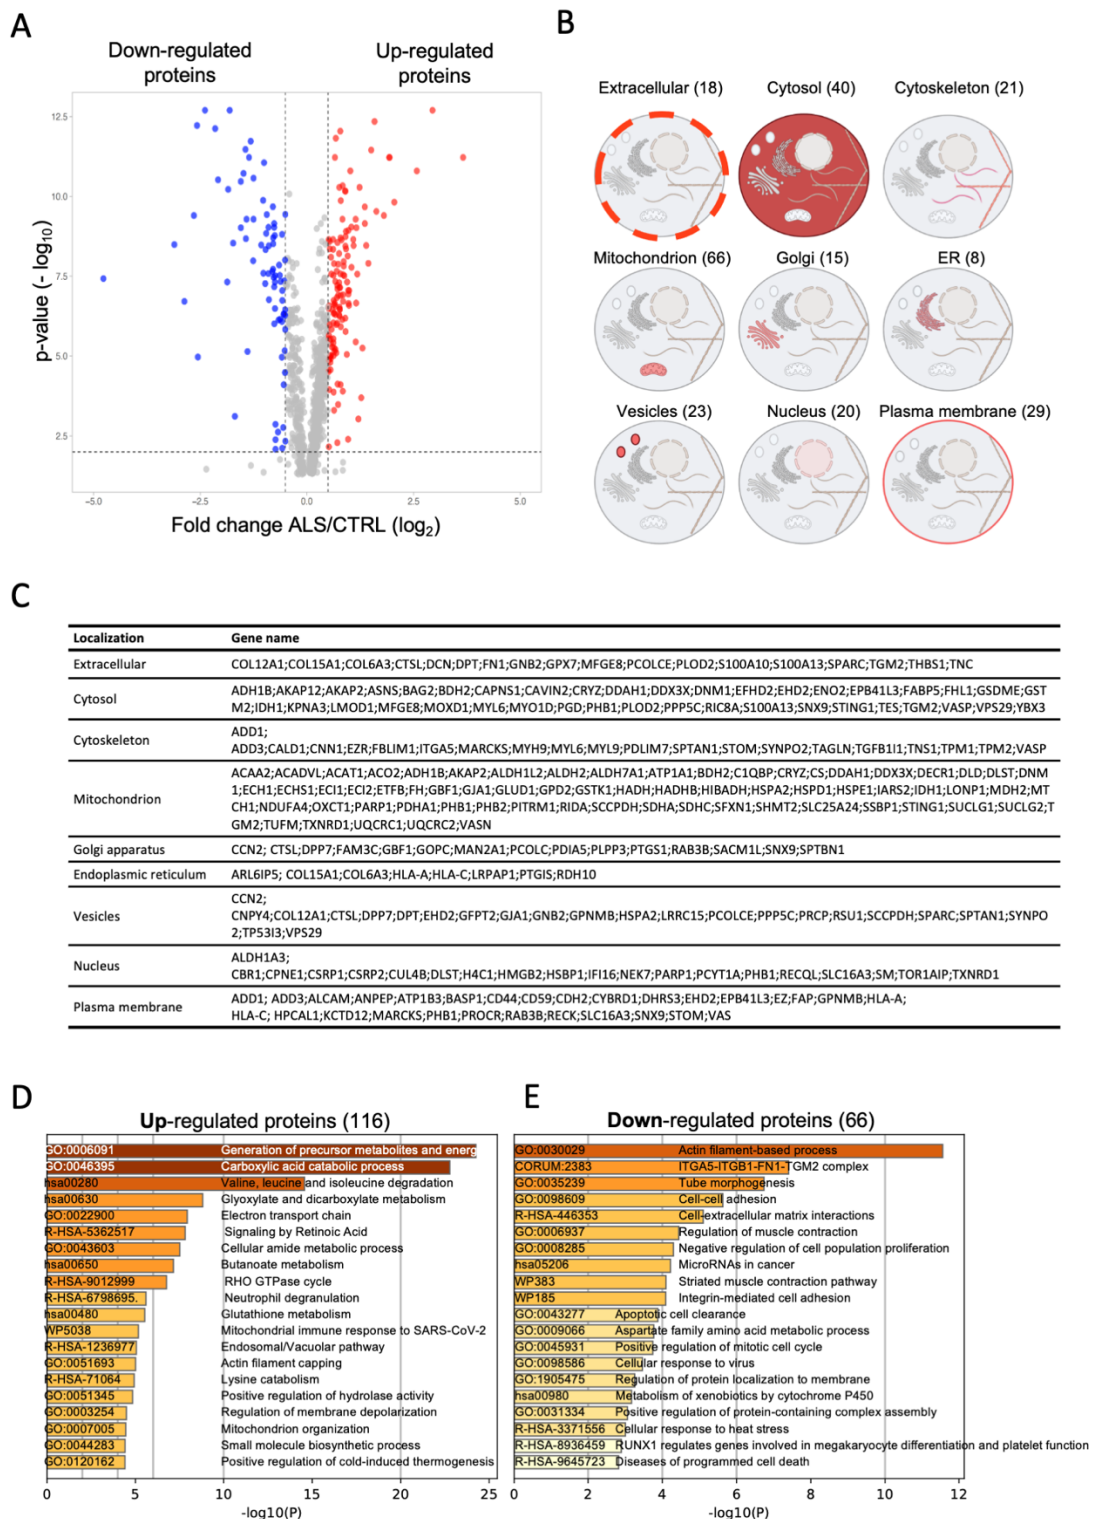 A
Down-regulated
proteins
Up-regulated
proteins
12.5
10.0
7.5
5.0
2.5
p-value (- log10)
−5.0
−2.5
0.0
2.5
5.0
Fold change ALS/CTRL (log2)
B
Extracellular (18)
Cytosol (40)
Cytoskeleton (21)
Mitochondrion (66)
Golgi (15)
ER (8)
Vesicles (23)
Nucleus (20)
Plasma membrane (29)
C
Localization Gene name
Extracellular COL12A1;COL15A1;COL6A3;CTSL;DCN;DPT;FN1;GNB2;GPX7;MFGE8;PCOLCE;PLOD2;S100A10;S100A13;SPARC;TGM2;THBS1;TNC
Cytosol
ADH1B;AKAP12;AKAP2;ASNS;BAG2;BDH2;CAPNS1;CAVIN2;CRYZ;DDAH1;DDX3X;DNM1;EFHD2;EHD2;ENO2;EPB41L3;FABP5;FHL1;GSDME;GST
M2;IDH1;KPNA3;LMOD1;MFGE8;MOXD1;MYL6;MYO1D;PGD;PHB1;PLOD2;PPP5C;RIC8A;S100A13;SNX9;STING1;TES;TGM2;VASP;VPS29;YBX3
Cytoskeleton
ADD1;
ADD3;CALD1;CNN1;EZR;FBLIM1;ITGA5;MARCKS;MYH9;MYL6;MYL9;PDLIM7;SPTAN1;STOM;SYNPO2;TAGLN;TGFB1I1;TNS1;TPM1;TPM2;VASP
Mitochondrion
ACAA2;ACADVL;ACAT1;ACO2;ADH1B;AKAP2;ALDH1L2;ALDH2;ALDH7A1;ATP1A1;BDH2;C1QBP;CRYZ;CS;DDAH1;DDX3X;DECR1;DLD;DLST;DNM
1;ECH1;ECHS1;ECI1;ECI2;ETFB;FH;GBF1;GJA1;GLUD1;GPD2;GSTK1;HADH;HADHB;HIBADH;HSPA2;HSPD1;HSPE1;IARS2;IDH1;LONP1;MDH2;MT
CH1;NDUFA4;OXCT1;PARP1;PDHA1;PHB1;PHB2;PITRM1;RIDA;SCCPDH;SDHA;SDHC;SFXN1;SHMT2;SLC25A24;SSBP1;STING1;SUCLG1;SUCLG2;T
GM2;TUFM;TXNRD1;UQCRC1;UQCRC2;VASN
Golgi apparatus CCN2; CTSL;DPP7;FAM3C;GBF1;GOPC;MAN2A1;PCOLC;PDIA5;PLPP3;PTGS1;RAB3B;SACM1L;SNX9;SPTBN1
Endoplasmic reticulum ARL6IP5; COL15A1;COL6A3;HLA-A;HLA-C;LRPAP1;PTGIS;RDH10
Vesicles
CCN2;
CNPY4;COL12A1;CTSL;DPP7;DPT;EHD2;GFPT2;GJA1;GNB2;GPNMB;HSPA2;LRRC15;PCOLCE;PPP5C;PRCP;RSU1;SCCPDH;SPARC;SPTAN1;SYNPO
2;TP53I3;VPS29
Nucleus
ALDH1A3;
CBR1;CPNE1;CSRP1;CSRP2;CUL4B;DLST;H4C1;HMGB2;HSBP1;IFI16;NEK7;PARP1;PCYT1A;PHB1;RECQL;SLC16A3;SM;TOR1AIP;TXNRD1
Plasma membrane
ADD1; ADD3;ALCAM;ANPEP;ATP1B3;BASP1;CD44;CD59;CDH2;CYBRD1;DHRS3;EHD2;EPB41L3;EZ;FAP;GPNMB;HLA-A;
HLA-C; HPCAL1;KCTD12;MARCKS;PHB1;PROCR;RAB3B;RECK;SLC16A3;SNX9;STOM;VAS
D
Up-regulated proteins (116)
GO:0006091 Generation of precursor metabolites and energ
GO:0046395 Carboxylic acid catabolic process
hsa00280 Valine, leucine and isoleucine degradation
hsa00630 Glyoxylate and dicarboxylate metabolism
GO:0022900 Electron transport chain
R-HSA-5362517 Signaling by Retinoic Acid
GO:0043603 Cellular amide metabolic process
hsa00650 Butanoate metabolism
R-HSA-9012999 RHO GTPase cycle
R-HSA-6798695. Neutrophil degranulation
hsa00480 Glutathione metabolism
WP5038 Mitochondrial immune response to SARS-CoV-2
R-HSA-1236977 Endosomal/Vacuolar pathway
GO:0051693 Actin filament capping
R-HSA-71064 Lysine catabolism
GO:0051345 Positive regulation of hydrolase activity
GO:0003254 Regulation of membrane depolarization
GO:0007005 Mitochondrion organization
GO:0044283 Small molecule biosynthetic process
GO:0120162 Positive regulation of cold-induced thermogenesis
0 5 10 15 20 25
-log10(P)
E
Down-regulated proteins (66)
GO:0030029 Actin filament-based process
CORUM:2383 ITGA5-ITGB1-FN1-TGM2 complex
GO:0035239 Tube morphogenesis
GO:0098609 Cell-cell adhesion
R-HSA-446353 Cell-extracellular matrix interactions
GO:0006937 Regulation of muscle contraction
GO:0008285 Negative regulation of cell population proliferation
hsa05206 MicroRNAs in cancer
WP383 Striated muscle contraction pathway
WP185 Integrin-mediated cell adhesion
GO:0043277 Apoptotic cell clearance
GO:0009066 Aspartate family amino acid metabolic process
GO:0045931 Positive regulation of mitotic cell cycle
GO:0098586 Cellular response to virus
GO:1905475 Regulation of protein localization to membrane
hsa00980 Metabolism of xenobiotics by cytochrome P450
GO:0031334 Positive regulation of protein-containing complex assembly
R-HSA-3371556 Cellular response to heat stress
R-HSA-8936459 RUNX1 regulates genes involved in megakaryocyte differentiation and platelet function
R-HSA-9645723 Diseases of programmed cell death
0 2 4 6 8 10 12
-log10(P)